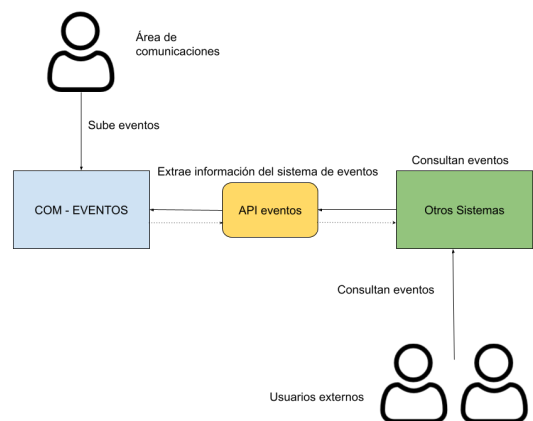 Área de
comunicaciones
Sube eventos
Consultan eventos
Extrae información del sistema de eventos
COM - EVENTOS
API eventos
Otros Sistemas
Consultan eventos
Usuarios externos